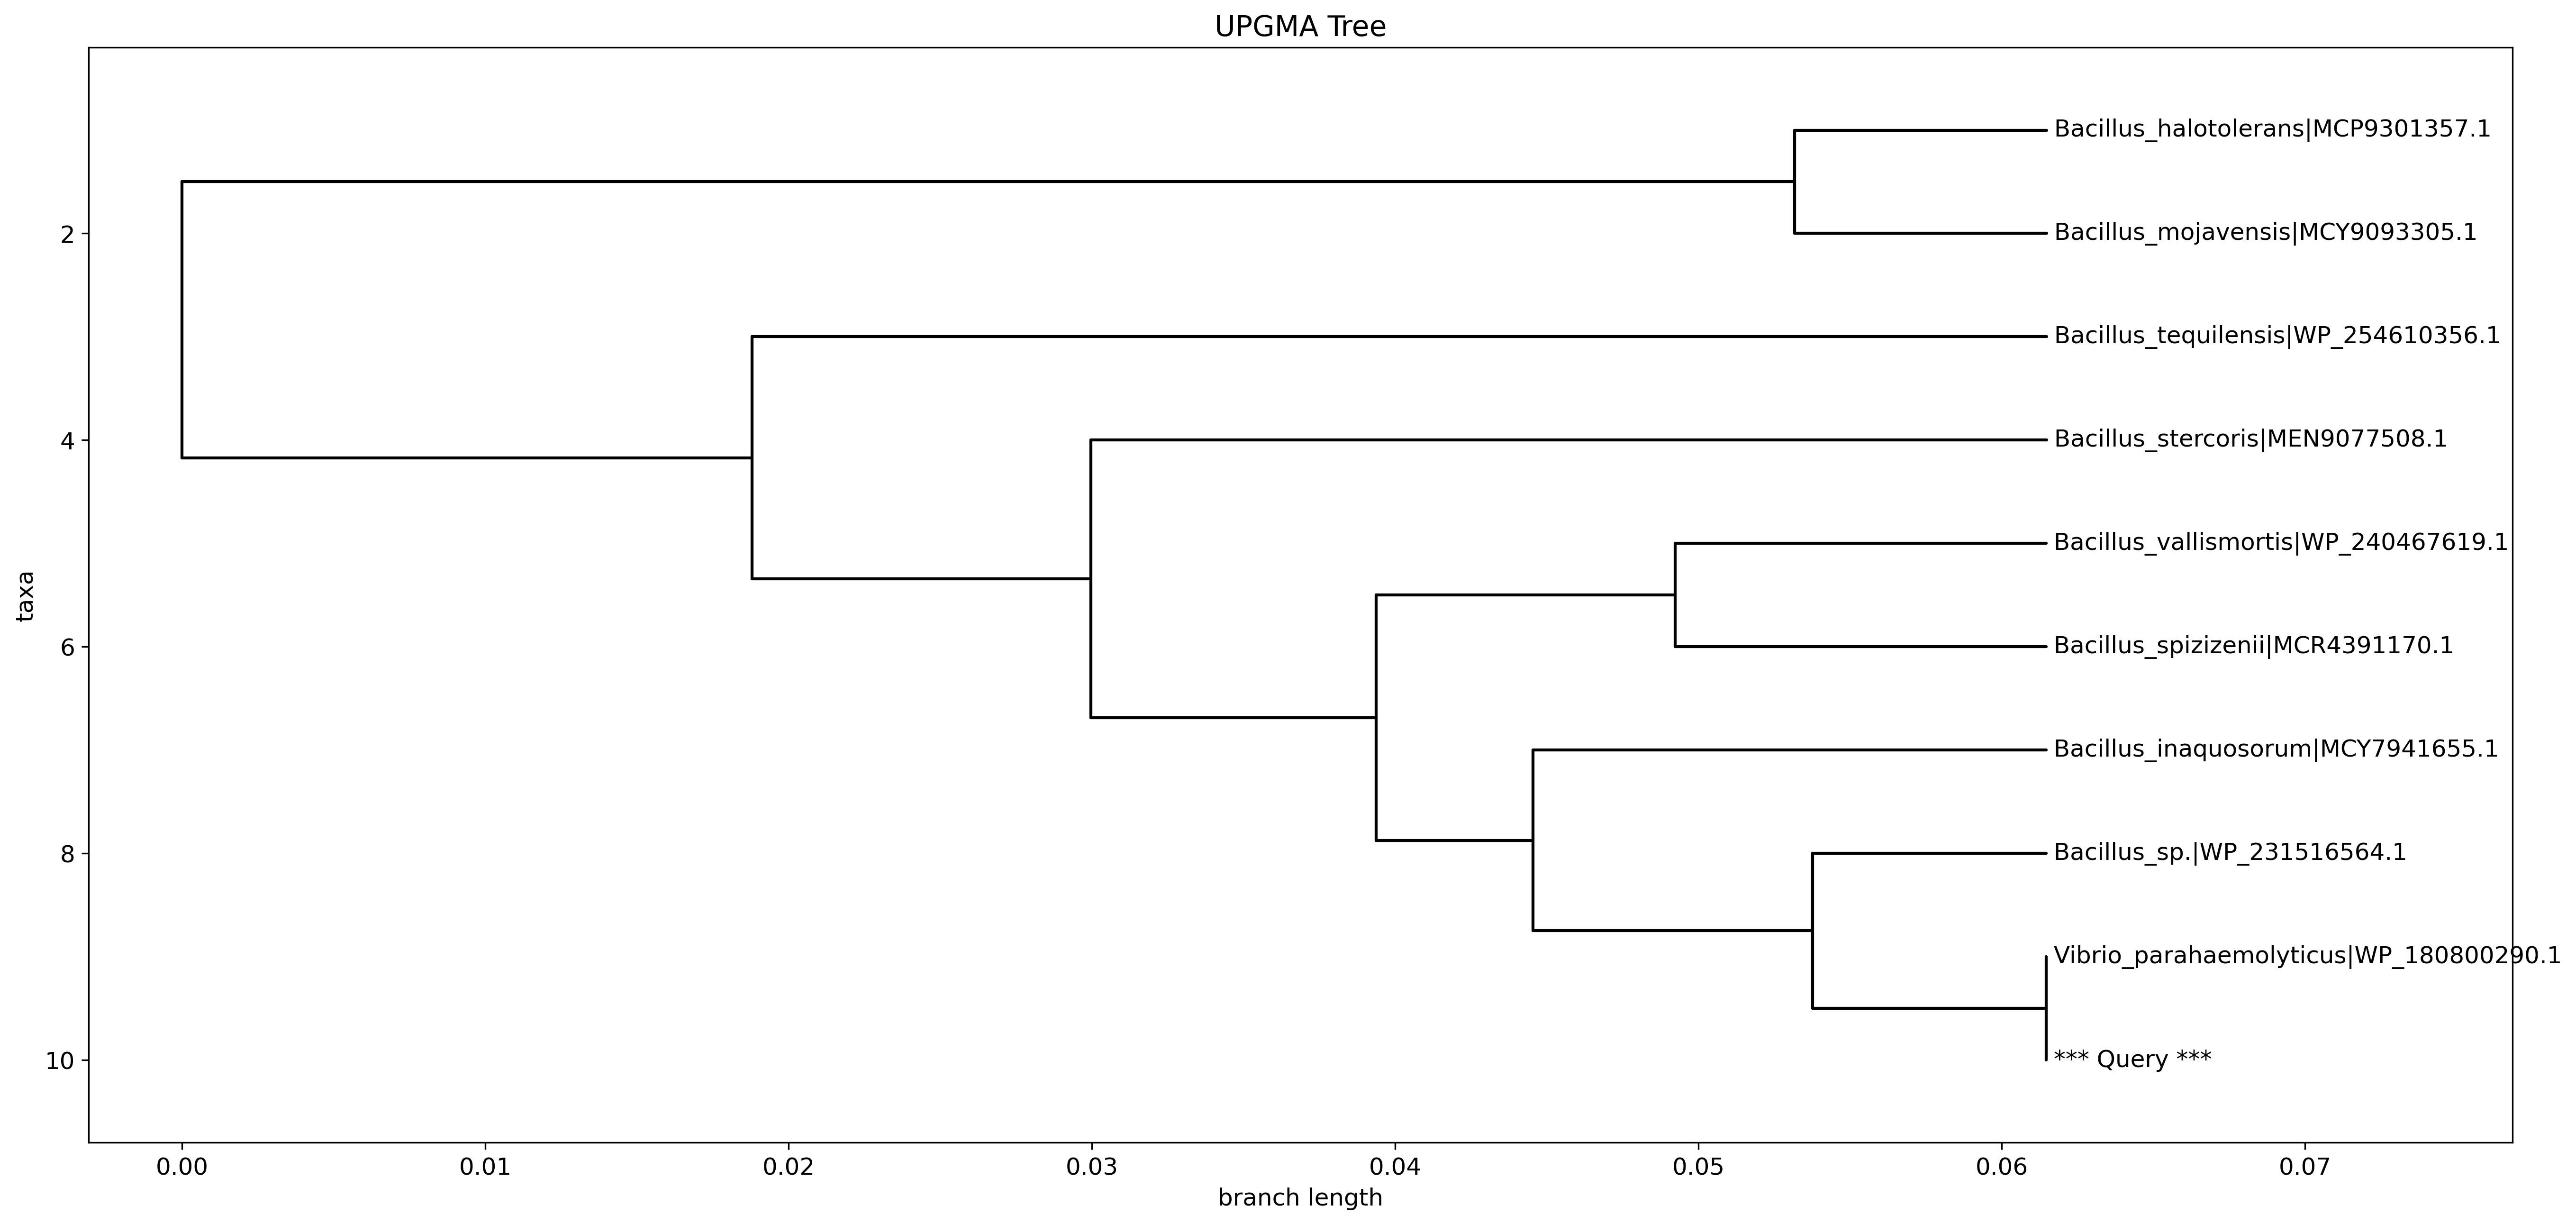 UPGMA Tree
Bacillus_halotolerans|MCP9301357.1
Bacillus_mojavensis|MCY9093305.1
2
Bacillus_tequilensis|WP_254610356.1
Bacillus_stercoris|MEN9077508.1
4
Bacillus_vallismortis|WP_240467619.1
taxa
Bacillus_spizizenii|MCR4391170.1
6
Bacillus_inaquosorum|MCY7941655.1
Bacillus_sp.|WP_231516564.1
8
Vibrio_parahaemolyticus|WP_180800290.1
*** Query ***
10
0.00 0.01 0.02 0.03 0.04 0.05 0.06 0.07
branch length